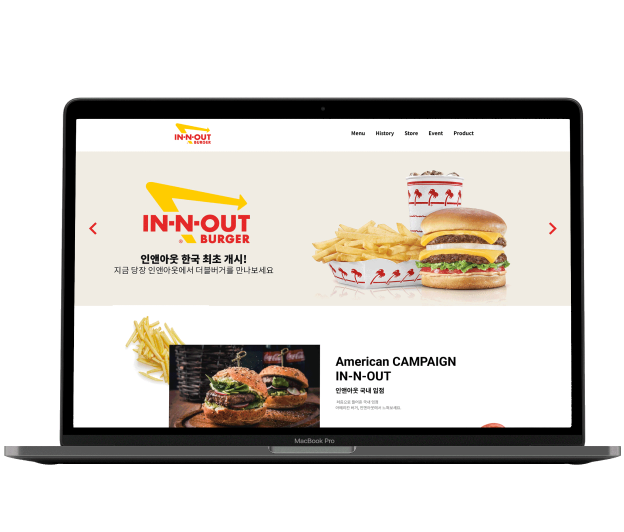 IN-N-OUT
BURGER
Menu History Store Event Product
IN-N-OUT
BURGER
인앤아웃 한국 최초 개시!
지금 당장 인앤아웃에서 더블버거를 만나보세요
American CAMPAIGN
IN-N-OUT
인앤아웃 국내 입점
MacBook Pro